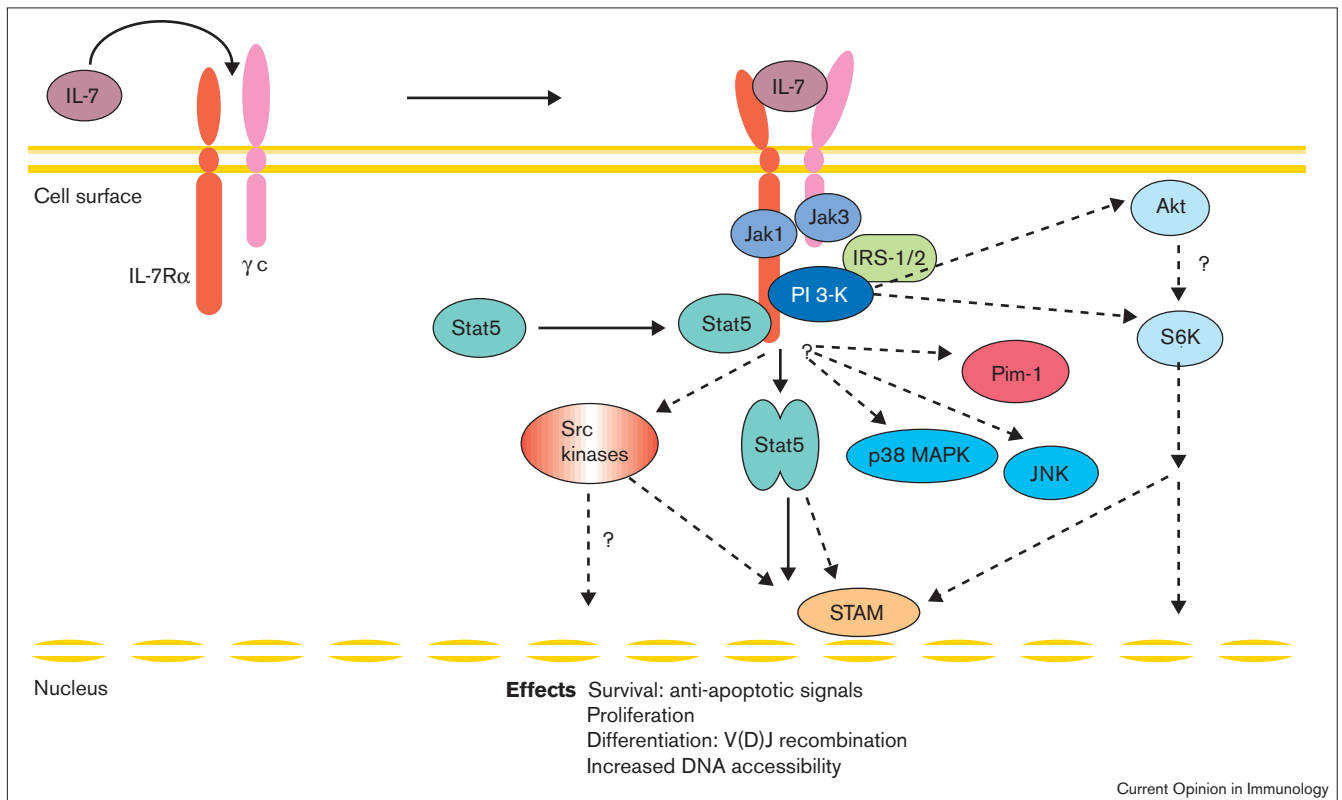 IL-7
IL-7
Cell surface
IL-7Rα
γ c
Jak1
Jak3
IRS-1/2
PI 3-K
Akt
?
S6K
Stat5
Stat5
?
Pim-1
Src
kinases
Stat5
p38 MAPK
JNK
?
STAM
Nucleus
Effects Survival: anti-apoptotic signals
Proliferation
Differentiation: V(D)J recombination
Increased DNA accessibility
Current Opinion in Immunology